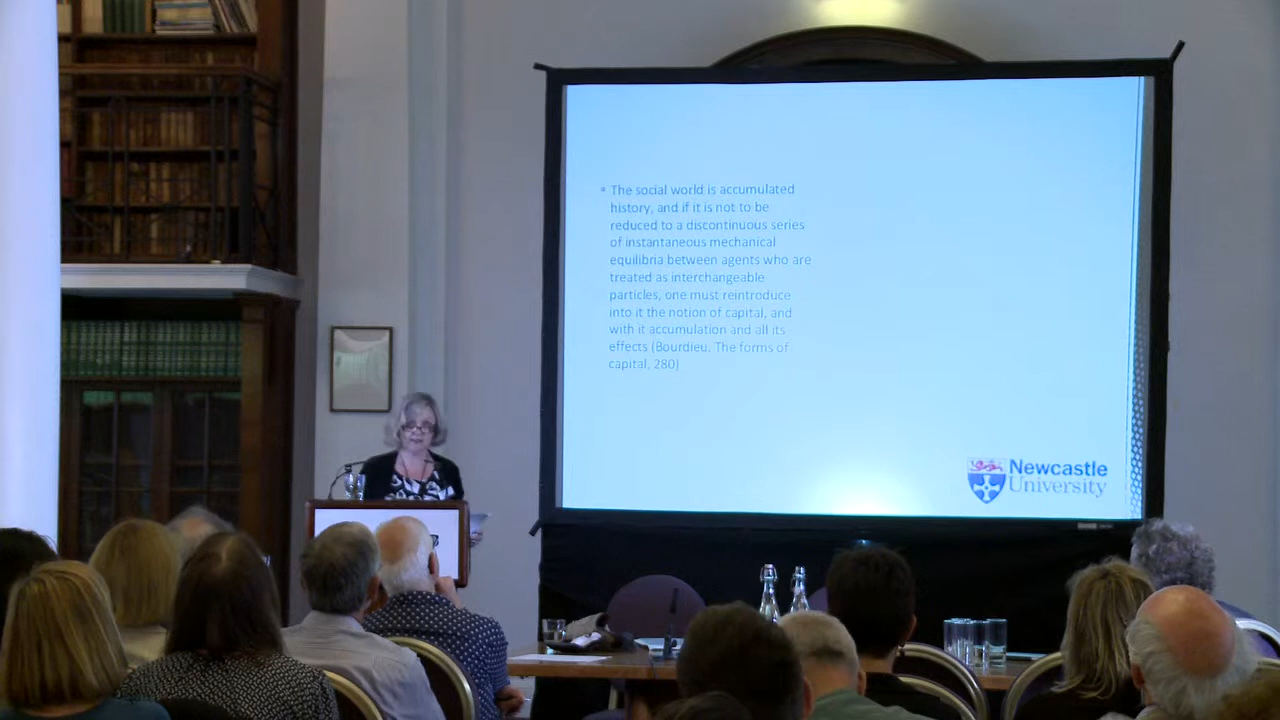 • The social world is accumulated
history, and if it is not to be
reduced to a discontinuous series
of instantaneous mechanical
equilibria between agents who are
treated as interchangeable
particles, one must reintroduce
into it the notion of capital, and
with it accumulation and all its
effects (Bourdieu. The forms of
capital, 280)
Newcastle
University